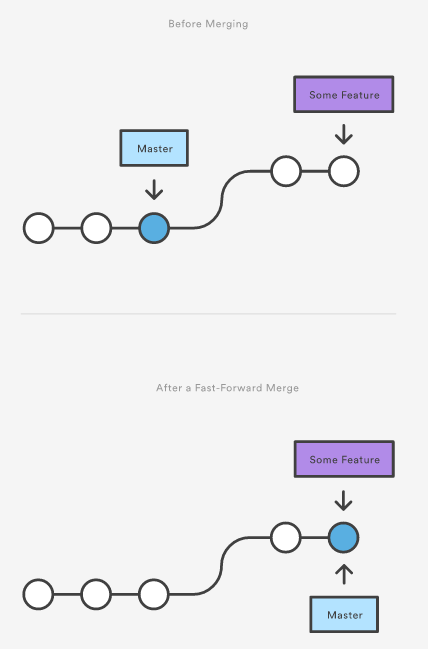 Before Merging
Some Feature
Master
After a Fast-Forward Merge
Some Feature
Master